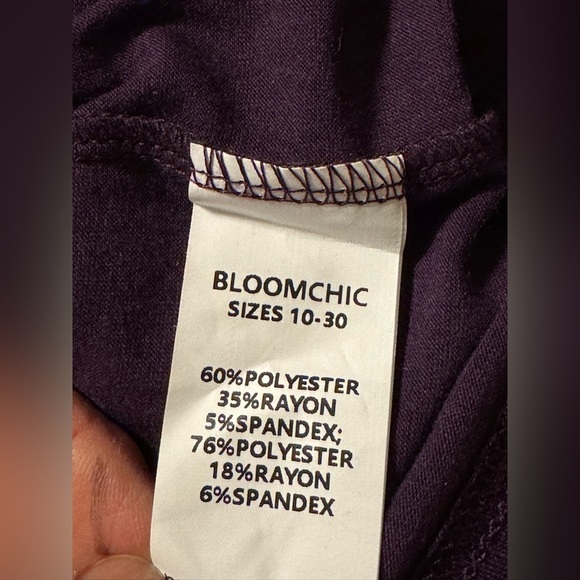 BLOOMCHIC
SIZES 10-30
60%POLYESTER
35%RAYON
5%SPANDEX;
76%POLYESTER
18%RAYON
6%SPANDEX